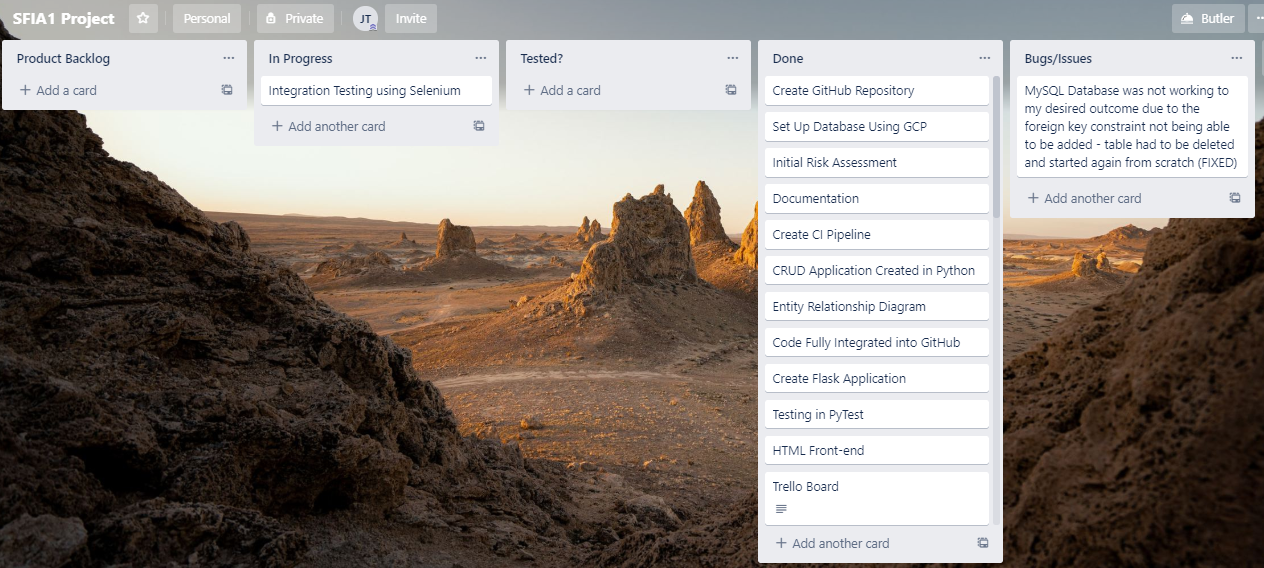 SFIA1 Project
Personal
Private
JT
Invite
Butler
Product Backlog
Add a card
In Progress
Integration Testing using Selenium
Add another card
Tested?
Add a card
Done
Create GitHub Repository
Set Up Database Using GCP
Initial Risk Assessment
Documentation
Create CI Pipeline
CRUD Application Created in Python
Entity Relationship Diagram
Code Fully Integrated into GitHub
Create Flask Application
Testing in PyTest
HTML Front-end
Trello Board
Add another card
Bugs/Issues
MySQL Database was not working to
my desired outcome due to the
foreign key constraint not being able
to be added - table had to be deleted
and started again from scratch (FIXED)
Add another card